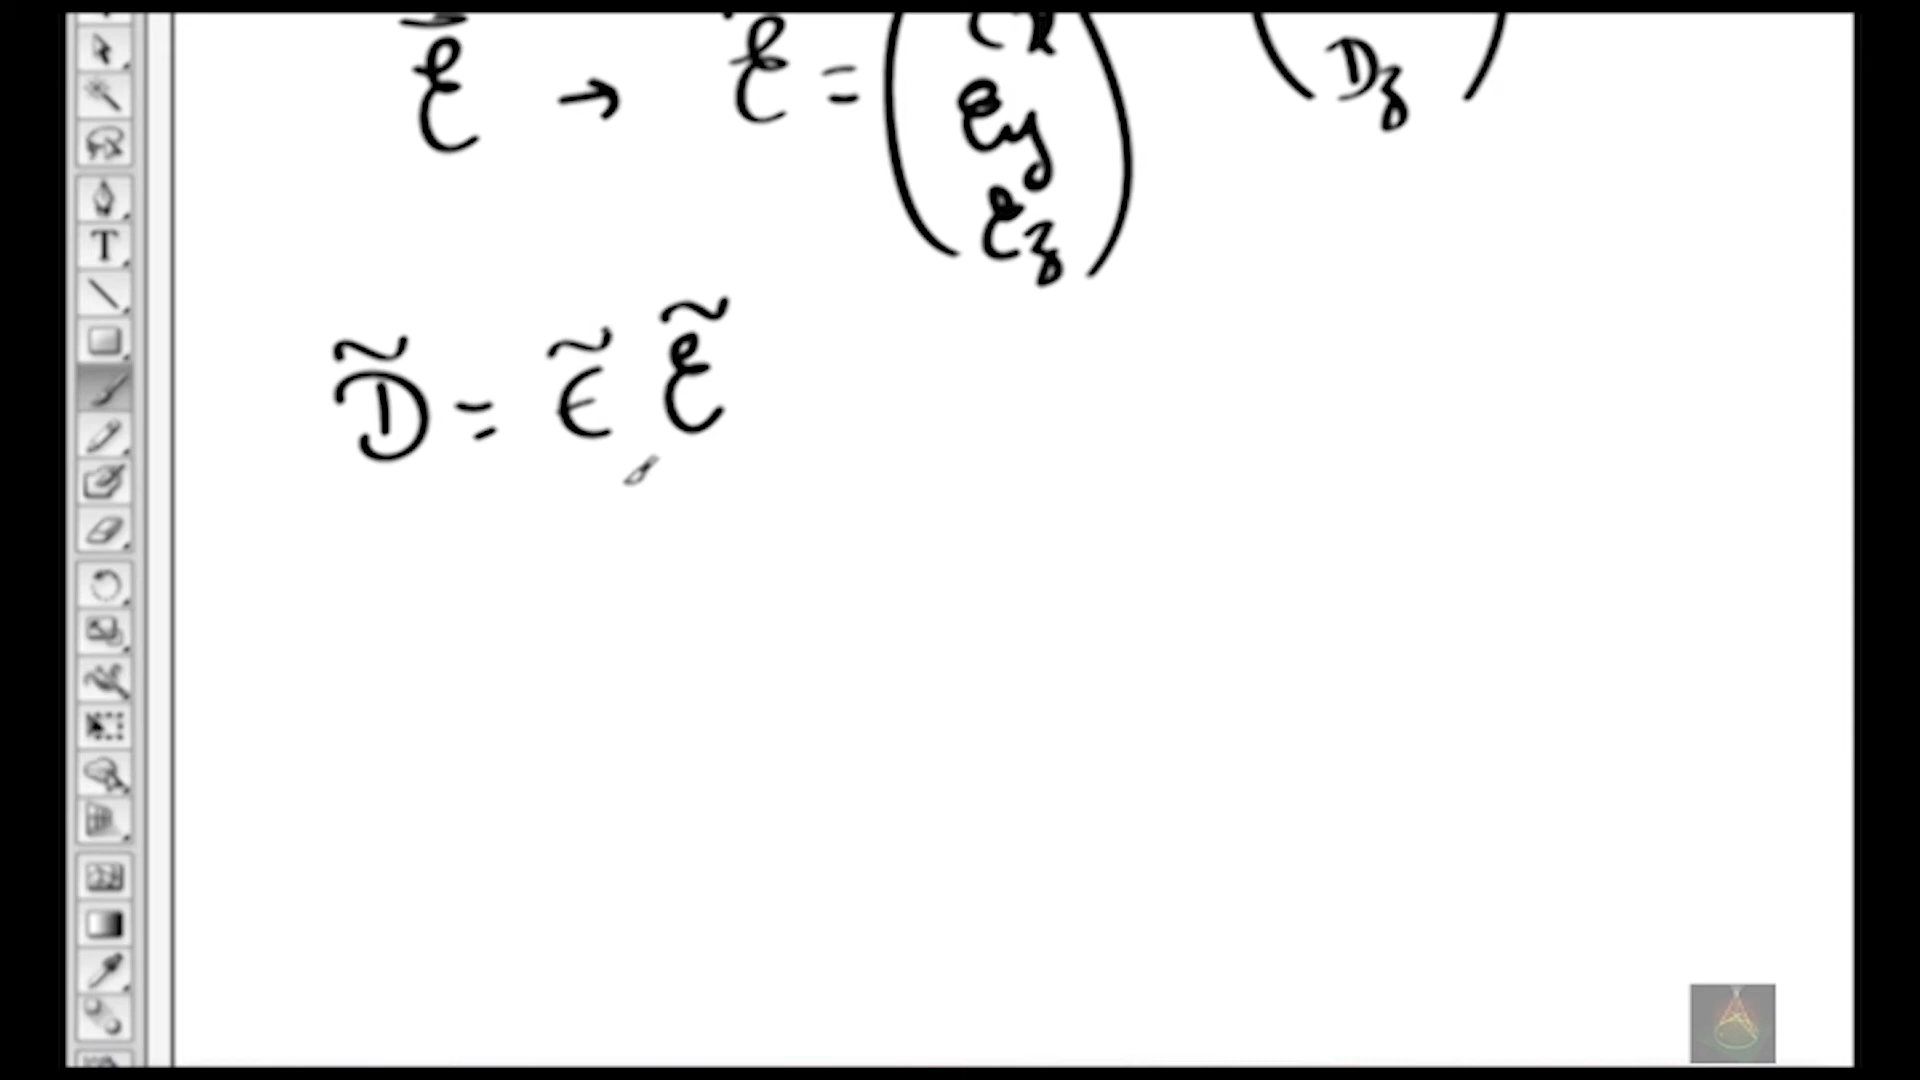 ℰ̄ → ℰ̃ = ( ℰy ℰz ) ( Dz )
D̃ = ϵ̃ ℰ̃